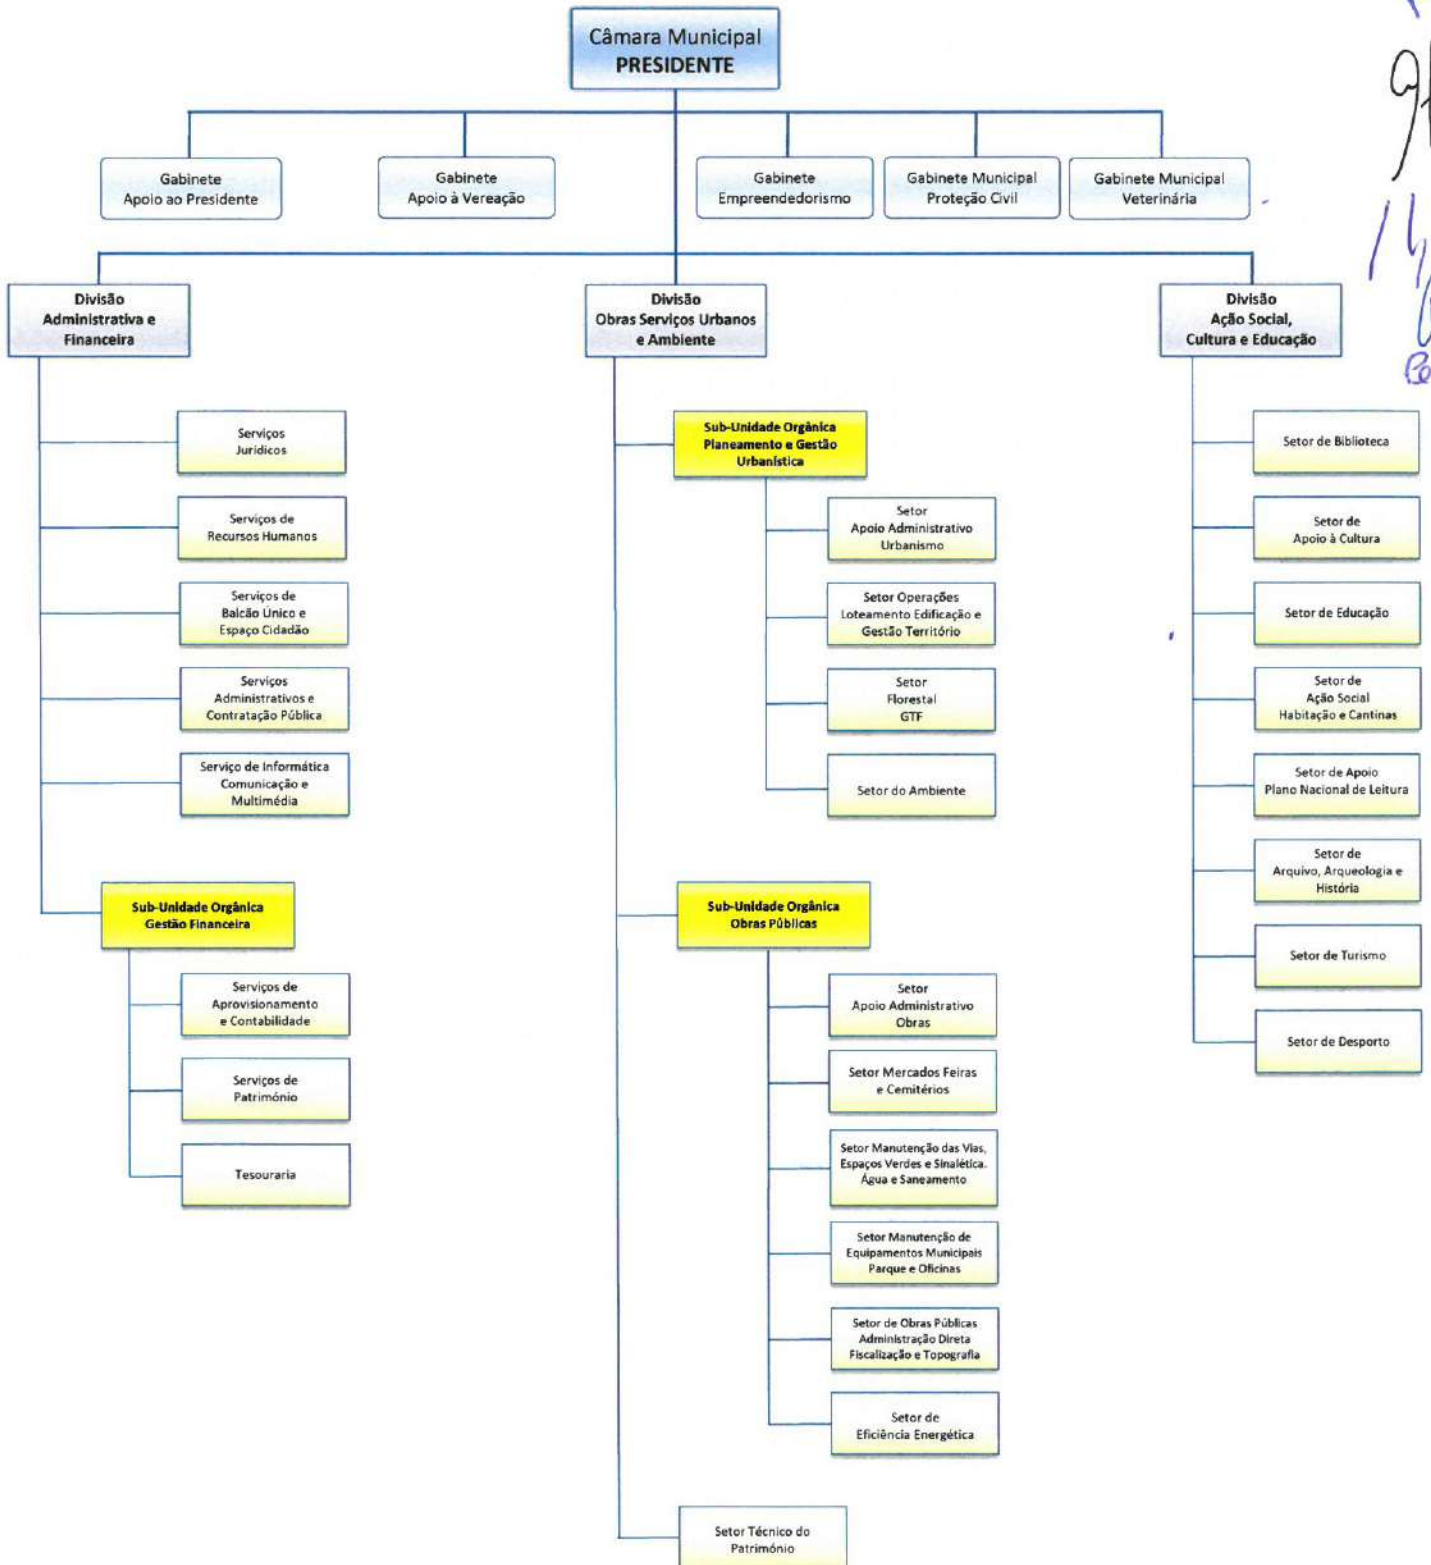 Câmara Municipal
PRESIDENTE
Gabinete
Apoio ao Presidente
Gabinete
Apoio à Vereação
Gabinete
Empreendedorismo
Gabinete Municipal
Proteção Civil
Gabinete Municipal
Veterinária
Divisão
Administrativa e
Financeira
Serviços
Jurídicos
Serviços de
Recursos Humanos
Serviços de
Balcão Único e
Espaço Cidadão
Serviços
Administrativos e
Contratação Pública
Serviço de Informática
Comunicação e
Multimédia
Sub-Unidade Orgânica
Gestão Financeira
Serviços de
Aprovisionamento
e Contabilidade
Serviços de
Património
Tesouraria
Divisão
Obras Serviços Urbanos
e Ambiente
Sub-Unidade Orgânica
Planeamento e Gestão
Urbanística
Setor
Apoio Administrativo
Urbanismo
Setor Operações
Loteamento Edificação e
Gestão Território
Setor
Florestal
GTF
Setor do Ambiente
Sub-Unidade Orgânica
Obras Públicas
Setor
Apoio Administrativo
Obras
Setor Mercados Feiras
e Cemitérios
Setor Manutenção das Vias,
Espaços Verdes e Sinalética.
Água e Saneamento
Setor Manutenção de
Equipamentos Municipais
Parque e Oficinas
Setor de Obras Públicas
Administração Direta
Fiscalização e Topografia
Setor de
Eficiência Energética
Setor Técnico do
Património
Divisão
Ação Social,
Cultura e Educação
Setor de Biblioteca
Setor de
Apoio à Cultura
Setor de Educação
Setor de
Ação Social
Habitação e Cantinas
Setor de Apoio
Plano Nacional de Leitura
Setor de
Arquivo, Arqueologia e
História
Setor de Turismo
Setor de Desporto